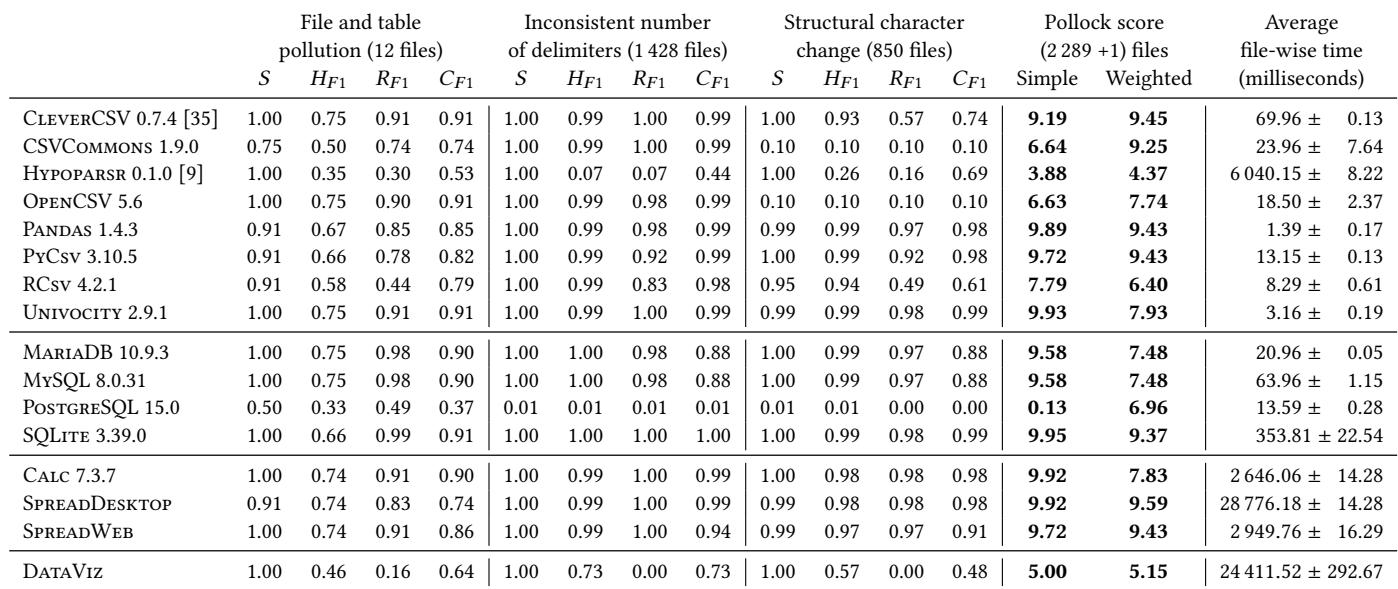 File and table Inconsistent number Structural character Pollock score Average
pollution (12 files) of delimiters (1 428 files) change (850 files) (2 289 +1) files file-wise time
S H_F1 R_F1 C_F1 S H_F1 R_F1 C_F1 S H_F1 R_F1 C_F1 Simple Weighted (milliseconds)
CLEVERCSV 0.7.4 [35] 1.00 0.75 0.91 0.91 1.00 0.99 1.00 0.99 1.00 0.93 0.57 0.74 9.19 9.45 69.96 ± 0.13
CSVCOMMONS 1.9.0 0.75 0.50 0.74 0.74 1.00 0.99 1.00 0.99 0.10 0.10 0.10 0.10 6.64 9.25 23.96 ± 7.64
HYPOPARSR 0.1.0 [9] 1.00 0.35 0.30 0.53 1.00 0.07 0.07 0.44 1.00 0.26 0.16 0.69 3.88 4.37 6 040.15 ± 8.22
OPENCSV 5.6 1.00 0.75 0.90 0.91 1.00 0.99 0.98 0.99 0.10 0.10 0.10 0.10 6.63 7.74 18.50 ± 2.37
PANDAS 1.4.3 0.91 0.67 0.85 0.85 1.00 0.99 0.98 0.99 0.99 0.99 0.97 0.98 9.89 9.43 1.39 ± 0.17
PYCSV 3.10.5 0.91 0.66 0.78 0.82 1.00 0.99 0.92 0.99 1.00 0.99 0.92 0.98 9.72 9.43 13.15 ± 0.13
RCSV 4.2.1 0.91 0.58 0.44 0.79 1.00 0.99 0.83 0.98 0.95 0.94 0.49 0.61 7.79 6.40 8.29 ± 0.61
UNIVOCITY 2.9.1 1.00 0.75 0.91 0.91 1.00 0.99 1.00 0.99 0.99 0.99 0.98 0.99 9.93 7.93 3.16 ± 0.19
MARIADB 10.9.3 1.00 0.75 0.98 0.90 1.00 1.00 0.98 0.88 1.00 0.99 0.97 0.88 9.58 7.48 20.96 ± 0.05
MYSQL 8.0.31 1.00 0.75 0.98 0.90 1.00 1.00 0.98 0.88 1.00 0.99 0.97 0.88 9.58 7.48 63.96 ± 1.15
POSTGRESQL 15.0 0.50 0.33 0.49 0.37 0.01 0.01 0.01 0.01 0.01 0.01 0.00 0.00 0.13 6.96 13.59 ± 0.28
SQLITE 3.39.0 1.00 0.66 0.99 0.91 1.00 1.00 1.00 1.00 1.00 0.99 0.98 0.99 9.95 9.37 353.81 ± 22.54
CALC 7.3.7 1.00 0.74 0.91 0.90 1.00 0.99 1.00 0.99 1.00 0.98 0.98 0.98 9.92 7.83 2 646.06 ± 14.28
SPREADDESKTOP 0.91 0.74 0.83 0.74 1.00 0.99 1.00 0.99 0.99 0.98 0.98 0.98 9.92 9.59 28 776.18 ± 14.28
SPREADWEB 1.00 0.74 0.91 0.86 1.00 0.99 1.00 0.94 0.99 0.97 0.97 0.91 9.72 9.43 2 949.76 ± 16.29
DATAVIZ 1.00 0.46 0.16 0.64 1.00 0.73 0.00 0.73 1.00 0.57 0.00 0.48 5.00 5.15 24 411.52 ± 292.67